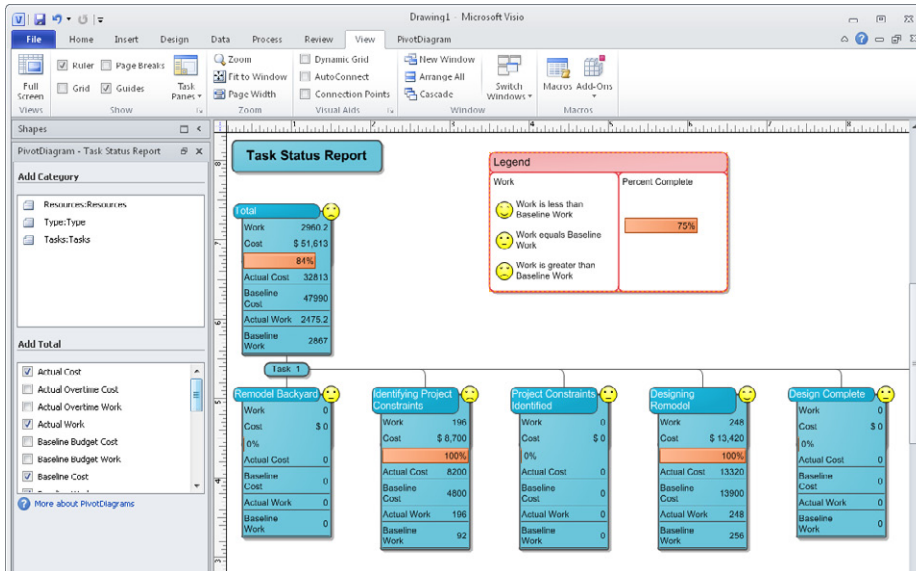 Drawing1 - Microsoft Visio
File Home Insert Design Data Process Review View PivotDiagram
Full Screen
Views
Ruler Page Breaks
Grid Guides
Task Panes
Show
Zoom
Fit to Window
Page Width
Zoom
Dynamic Grid
AutoConnect
Connection Points
Visual Aids
New Window
Arrange All
Cascade
Switch Windows
Window
Macros Add-Ons
Macros
Shapes
PivotDiagram - Task Status Report
Add Category
Resources:Resources
Type:Type
Tasks:Tasks
Add Total
Actual Cost
Actual Overtime Cost
Actual Overtime Work
Actual Work
Baseline Budget Cost
Baseline Budget Work
Baseline Cost
More about PivotDiagrams
Task Status Report
Legend
Work
Work is less than
Baseline Work
Work equals Baseline
Work
Work is greater than
Baseline Work
Percent Complete
75%
Total
Work 2960.2
Cost $ 51,613
84%
Actual Cost 32813
Baseline
Cost 47990
Actual Work 2475.2
Baseline
Work 2867
Task 1
Remodel Backyard
Work 0
Cost $ 0
0%
Actual Cost 0
Baseline
Cost 0
Actual Work 0
Baseline
Work 0
Identifying Project
Constraints
Work 196
Cost $ 8,700
100%
Actual Cost 8200
Baseline
Cost 4800
Actual Work 196
Baseline
Work 92
Project Constraints
Identified
Work 0
Cost $ 0
0%
Actual Cost 0
Baseline
Cost 0
Actual Work 0
Baseline
Work 0
Designing
Romodel
Work 248
Cost $ 13,420
100%
Actual Cost 13320
Baseline
Cost 13900
Actual Work 248
Baseline
Work 256
Design Complete
Work 0
Cost $ 0
0%
Actual Cost 0
Baseline
Cost 0
Actual Work 0
Baseline
Work 0